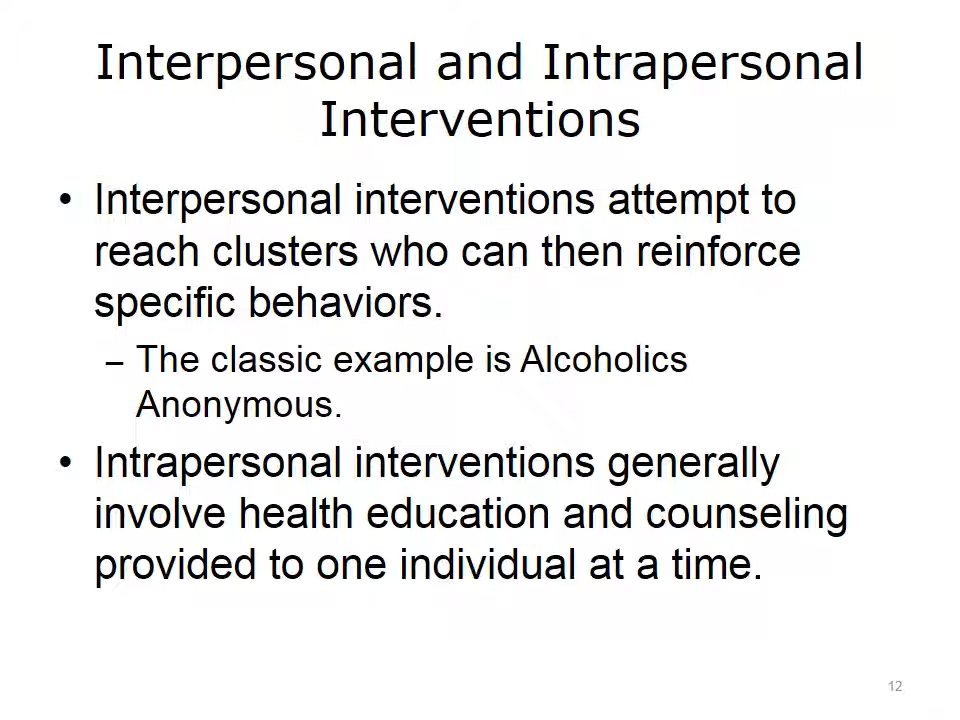 Interpersonal and Intrapersonal
Interventions
• Interpersonal interventions attempt to
reach clusters who can then reinforce
specific behaviors.
– The classic example is Alcoholics
Anonymous.
• Intrapersonal interventions generally
involve health education and counseling
provided to one individual at a time.
12